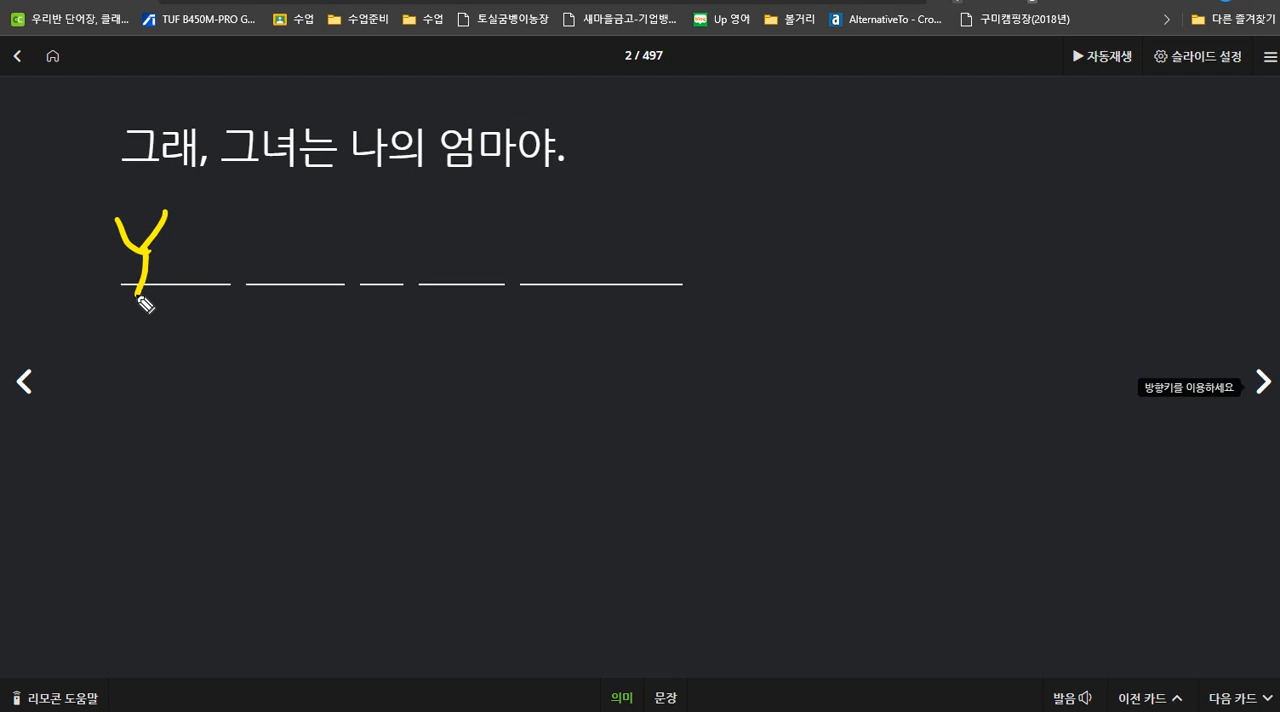 우리반 단어장, 클래... TUF B450M-PRO G... 수업 수업준비 수업 토실굼벵이농장 새마을금고-기업뱅... Up 영어 볼거리 AlternativeTo - Cro... 구미캠핑장(2018년) 다른 즐겨찾기
2 / 497 자동재생 슬라이드 설정
그래, 그녀는 나의 엄마야.
Y
방향키를 이용하세요
리모콘 도움말 의미 문장 발음 이전 카드 다음 카드